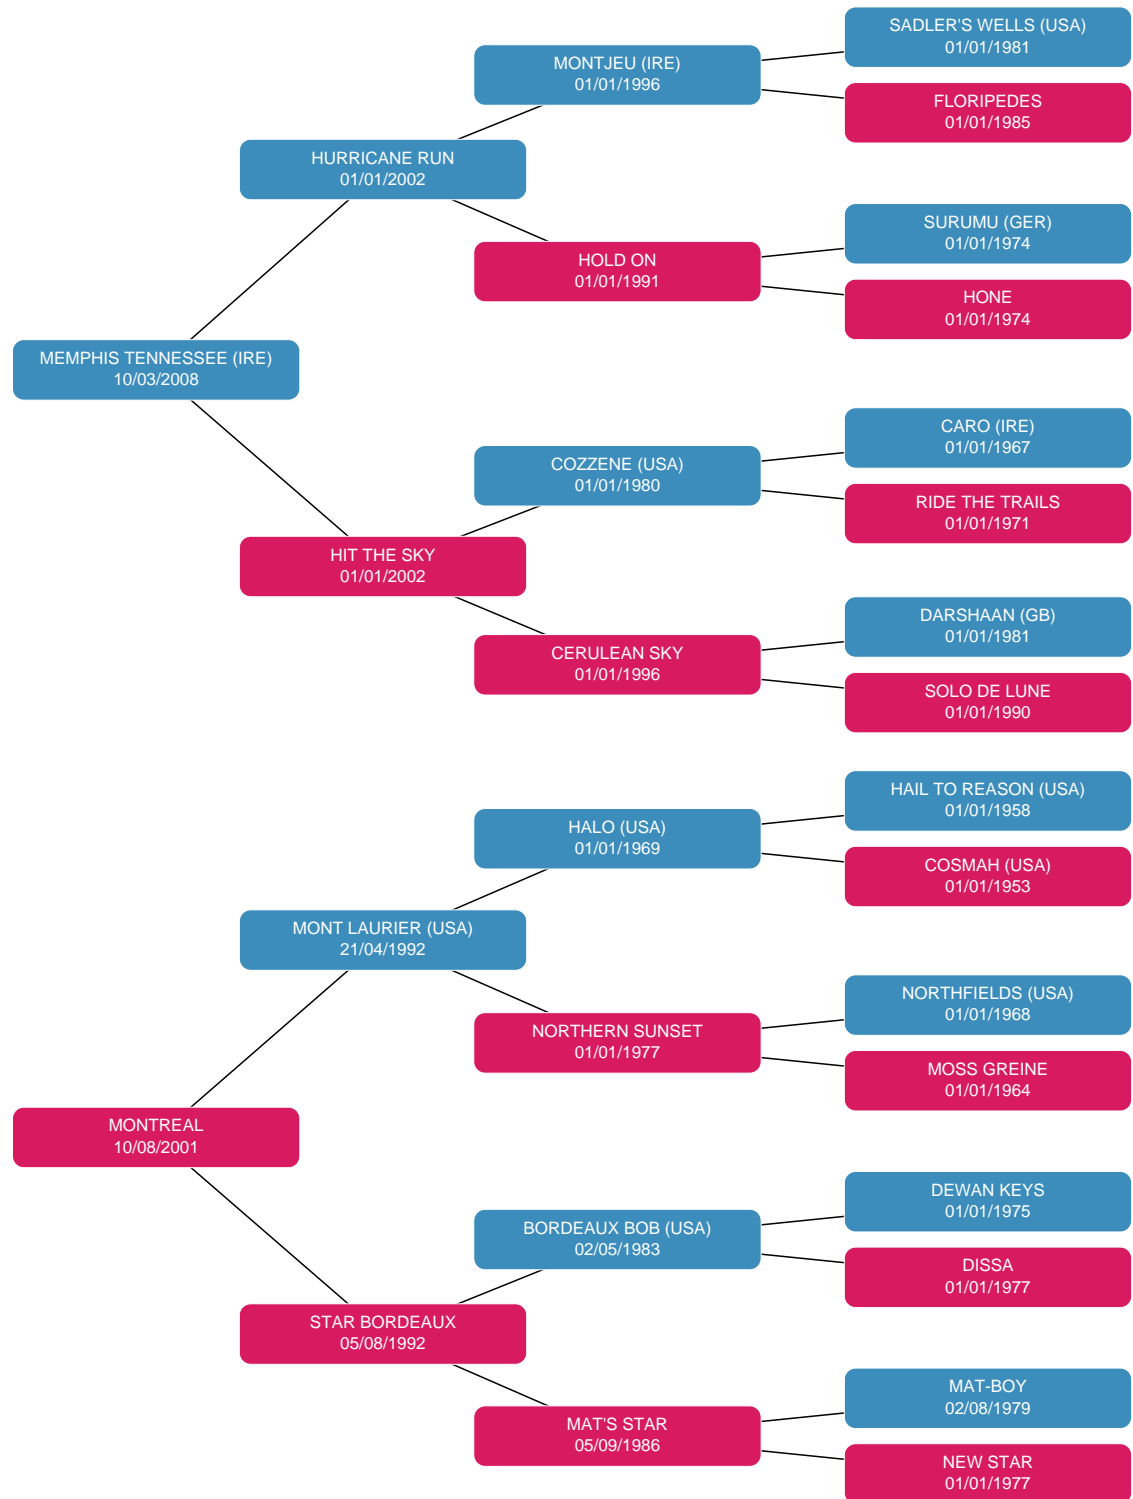 SADLER'S WELLS (USA)
01/01/1981
MONTJEU (IRE)
01/01/1996
FLORIPEDES
01/01/1985
HURRICANE RUN
01/01/2002
SURUMU (GER)
01/01/1974
HOLD ON
01/01/1991
HONE
01/01/1974
MEMPHIS TENNESSEE (IRE)
10/03/2008
CARO (IRE)
01/01/1967
COZZENE (USA)
01/01/1980
RIDE THE TRAILS
01/01/1971
HIT THE SKY
01/01/2002
DARSHAAN (GB)
01/01/1981
CERULEAN SKY
01/01/1996
SOLO DE LUNE
01/01/1990
HAIL TO REASON (USA)
01/01/1958
HALO (USA)
01/01/1969
COSMAH (USA)
01/01/1953
MONT LAURIER (USA)
21/04/1992
NORTHFIELDS (USA)
01/01/1968
NORTHERN SUNSET
01/01/1977
MOSS GREINE
01/01/1964
MONTREAL
10/08/2001
DEWAN KEYS
01/01/1975
BORDEAUX BOB (USA)
02/05/1983
DISSA
01/01/1977
STAR BORDEAUX
05/08/1992
MAT-BOY
02/08/1979
MAT'S STAR
05/09/1986
NEW STAR
01/01/1977